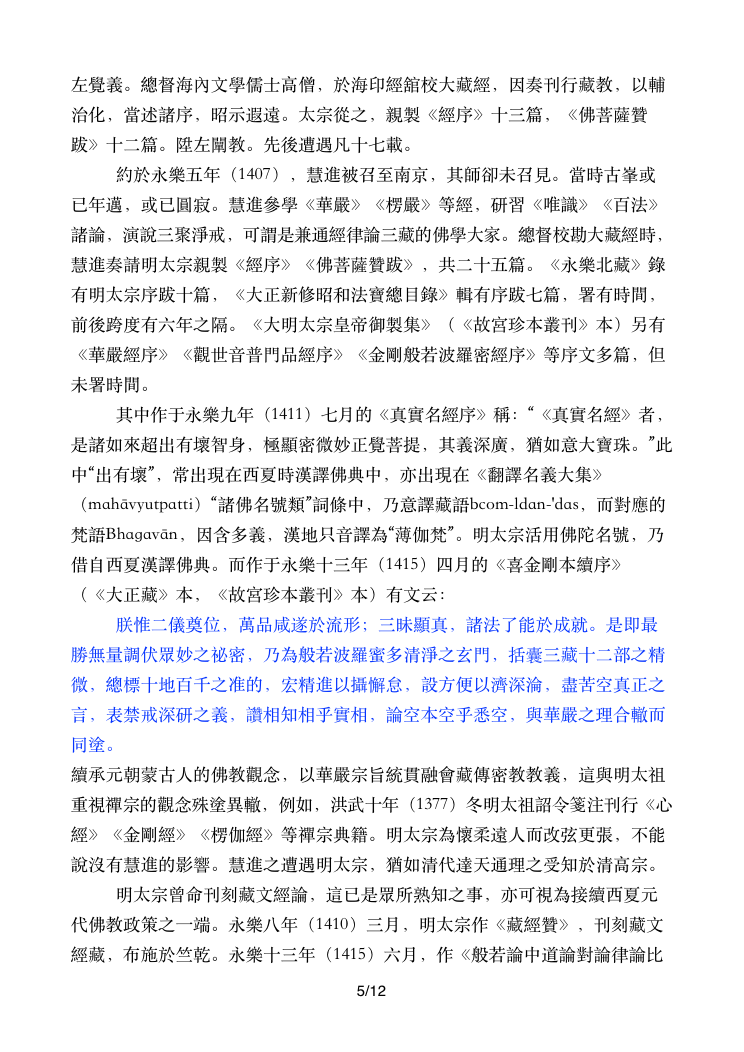 左覺義。總督海內文學儒士高僧，於海印經舘校大藏經，因奏刊行藏教，以輔
治化，當述諸序，昭示遐遠。太宗從之，親製《經序》十三篇，《佛菩薩贊
跋》十二篇。陞左闡教。先後遭遇凡十七載。
約於永樂五年（1407），慧進被召至南京，其師卻未召見。當時古峯或
已年邁，或已圓寂。慧進參學《華嚴》《楞嚴》等經，研習《唯識》《百法》
諸論，演說三聚淨戒，可謂是兼通經律論三藏的佛學大家。總督校勘大藏經時，
慧進奏請明太宗親製《經序》《佛菩薩贊跋》，共二十五篇。《永樂北藏》錄
有明太宗序跋十篇，《大正新修昭和法寶總目錄》輯有序跋七篇，署有時間，
前後跨度有六年之隔。《大明太宗皇帝御製集》（《故宮珍本叢刊》本）另有
《華嚴經序》《觀世音普門品經序》《金剛般若波羅密經序》等序文多篇，但
未署時間。
其中作于永樂九年（1411）七月的《真實名經序》稱：“《真實名經》者，
是諸如來超出有壞智身，極顯密微妙正覺菩提，其義深廣，猶如意大寶珠。”此
中“出有壞”，常出現在西夏時漢譯佛典中，亦出現在《翻譯名義大集》
（mahāvyutpatti）“諸佛名號類”詞條中，乃意譯藏語bcom-ldan-'das，而對應的
梵語Bhagavān，因含多義，漢地只音譯為“薄伽梵”。明太宗活用佛陀名號，乃
借自西夏漢譯佛典。而作于永樂十三年（1415）四月的《喜金剛本續序》
（《大正藏》本，《故宮珍本叢刊》本）有文云：
朕惟二儀奠位，萬品咸遂於流形；三昧顯真，諸法了能於成就。是即最
勝無量調伏眾妙之祕密，乃為般若波羅蜜多清淨之玄門，括囊三藏十二部之精
微，總標十地百千之准的，宏精進以攝懈怠，設方便以濟深淪，盡苦空真正之
言，表禁戒深研之義，讚相知相乎實相，論空本空乎悉空，與華嚴之理合轍而
同塗。
續承元朝蒙古人的佛教觀念，以華嚴宗旨統貫融會藏傳密教教義，這與明太祖
重視禪宗的觀念殊塗異轍，例如，洪武十年（1377）冬明太祖詔令箋注刊行《心
經》《金剛經》《楞伽經》等禪宗典籍。明太宗為懷柔遠人而改弦更張，不能
說沒有慧進的影響。慧進之遭遇明太宗，猶如清代達天通理之受知於清高宗。
明太宗曾命刊刻藏文經論，這已是眾所熟知之事，亦可視為接續西夏元
代佛教政策之一端。永樂八年（1410）三月，明太宗作《藏經贊》，刊刻藏文
經藏，布施於竺乾。永樂十三年（1415）六月，作《般若論中道論對論律論比
5/12